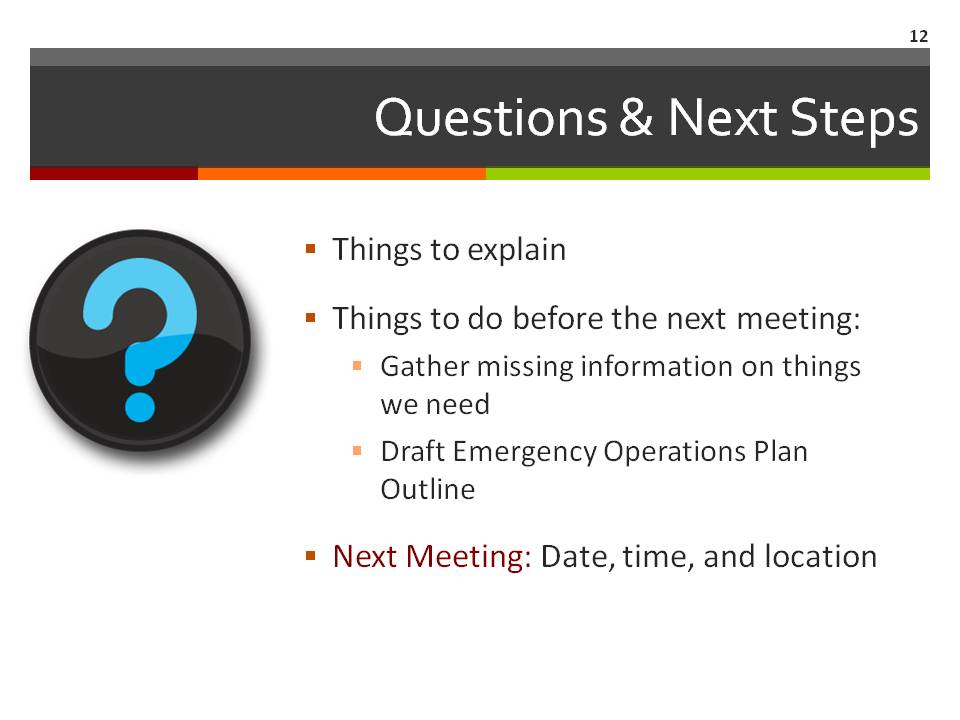 12
Questions & Next Steps
▪ Things to explain
▪ Things to do before the next meeting:
▪ Gather missing information on things
we need
▪ Draft Emergency Operations Plan
Outline
▪ Next Meeting: Date, time, and location